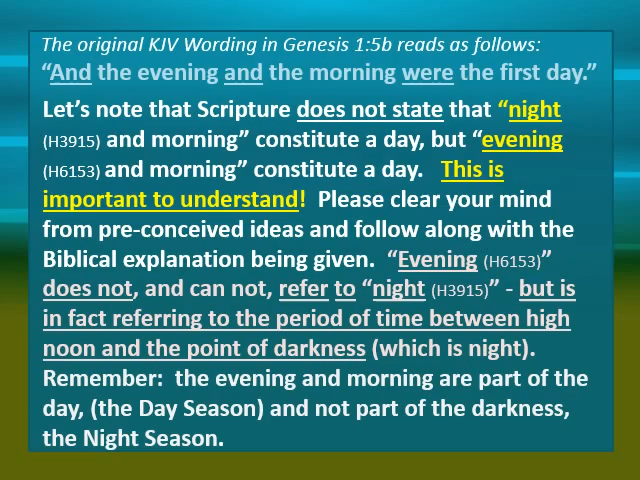 The original KJV Wording in Genesis 1:5b reads as follows:
“And the evening and the morning were the first day.”
Let’s note that Scripture does not state that “night
(H3915) and morning” constitute a day, but “evening
(H6153) and morning” constitute a day. This is
important to understand! Please clear your mind
from pre-conceived ideas and follow along with the
Biblical explanation being given. “Evening (H6153)”
does not, and can not, refer to “night (H3915)” - but is
in fact referring to the period of time between high
noon and the point of darkness (which is night).
Remember: the evening and morning are part of the
day, (the Day Season) and not part of the darkness,
the Night Season.